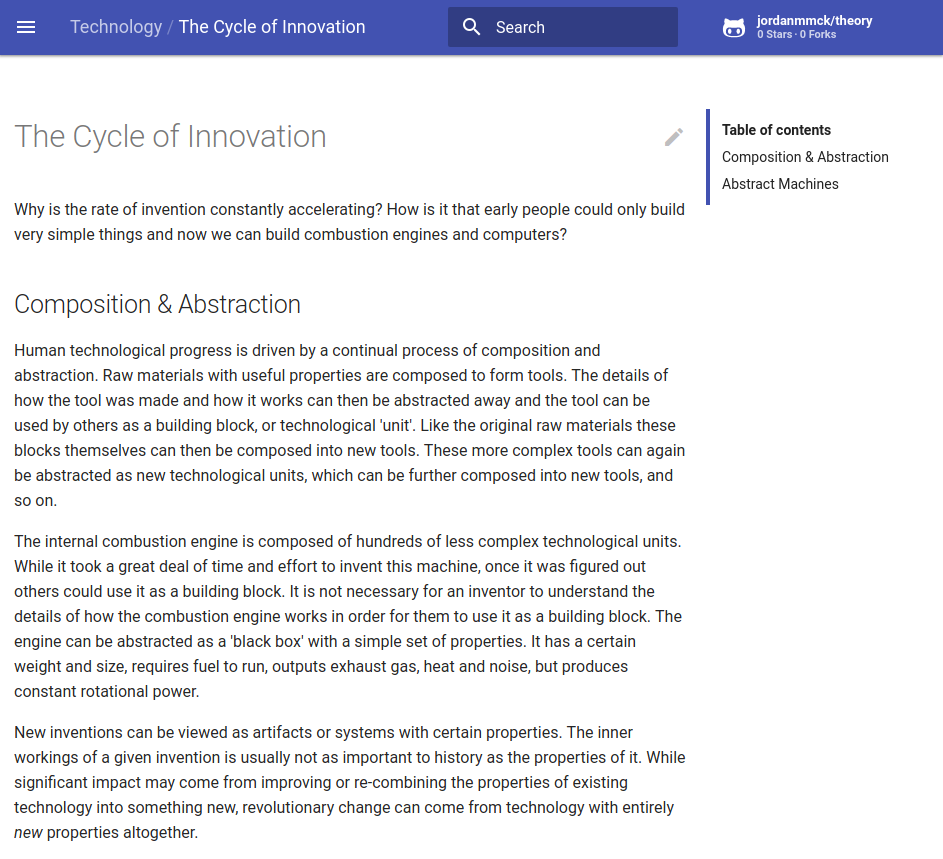 Technology / The Cycle of Innovation
Search
jordanmmck/theory
0 Stars · 0 Forks
The Cycle of Innovation
Why is the rate of invention constantly accelerating? How is it that early people could only build
very simple things and now we can build combustion engines and computers?
Composition & Abstraction
Human technological progress is driven by a continual process of composition and
abstraction. Raw materials with useful properties are composed to form tools. The details of
how the tool was made and how it works can then be abstracted away and the tool can be
used by others as a building block, or technological 'unit'. Like the original raw materials these
blocks themselves can then be composed into new tools. These more complex tools can again
be abstracted as new technological units, which can be further composed into new tools, and
so on.
The internal combustion engine is composed of hundreds of less complex technological units.
While it took a great deal of time and effort to invent this machine, once it was figured out
others could use it as a building block. It is not necessary for an inventor to understand the
details of how the combustion engine works in order for them to use it as a building block. The
engine can be abstracted as a 'black box' with a simple set of properties. It has a certain
weight and size, requires fuel to run, outputs exhaust gas, heat and noise, but produces
constant rotational power.
New inventions can be viewed as artifacts or systems with certain properties. The inner
workings of a given invention is usually not as important to history as the properties of it. While
significant impact may come from improving or re-combining the properties of existing
technology into something new, revolutionary change can come from technology with entirely
new properties altogether.
Table of contents
Composition & Abstraction
Abstract Machines